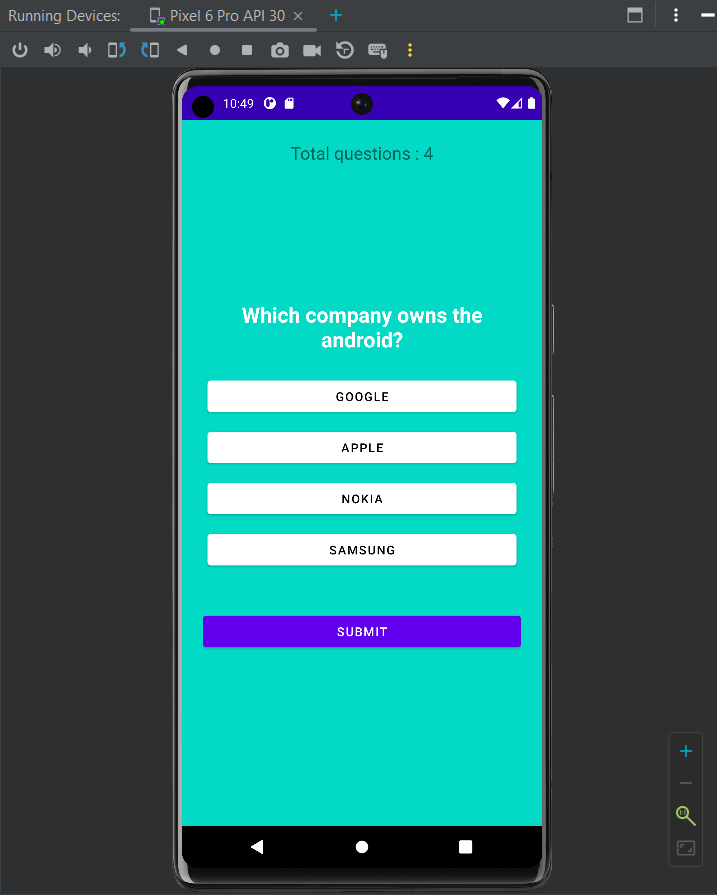 Running Devices: Pixel 6 Pro API 30
10:49
Total questions : 4
Which company owns the
android?
GOOGLE
APPLE
NOKIA
SAMSUNG
SUBMIT